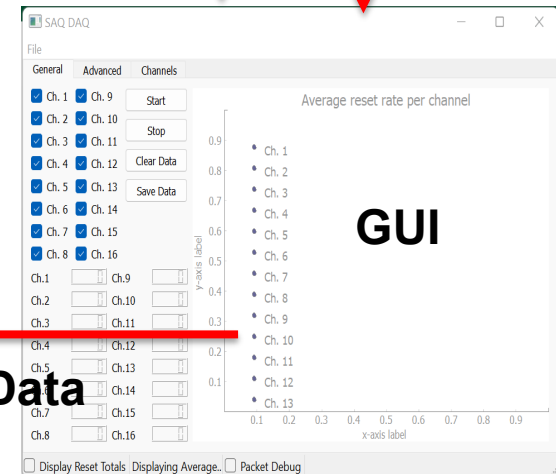 SAQ DAQ
File
General Advanced Channels
Ch. 1 Ch. 9 Start
Ch. 2 Ch. 10
Ch. 3 Ch. 11 Stop
Ch. 4 Ch. 12 Clear Data
Ch. 5 Ch. 13 Save Data
Ch. 6 Ch. 14
Ch. 7 Ch. 15
Ch. 8 Ch. 16
Ch.1 Ch.9
Ch.2 Ch.10
Ch.3 Ch.11
Ch.4 Ch.12
Ch.5 Ch.13
Ch.14
Ch.7 Ch.15
Ch.8 Ch.16
Data
Average reset rate per channel
0.9
0.8
0.7
0.6
0.5
0.4
0.3
0.2
0.1
y-axis label
Ch. 1
Ch. 2
Ch. 3
Ch. 4
Ch. 5
Ch. 6
Ch. 7
Ch. 8
Ch. 9
Ch. 10
Ch. 11
Ch. 12
Ch. 13
GUI
0.1 0.2 0.3 0.4 0.5 0.6 0.7 0.8 0.9
x-axis label
Display Reset Totals Displaying Average.. Packet Debug